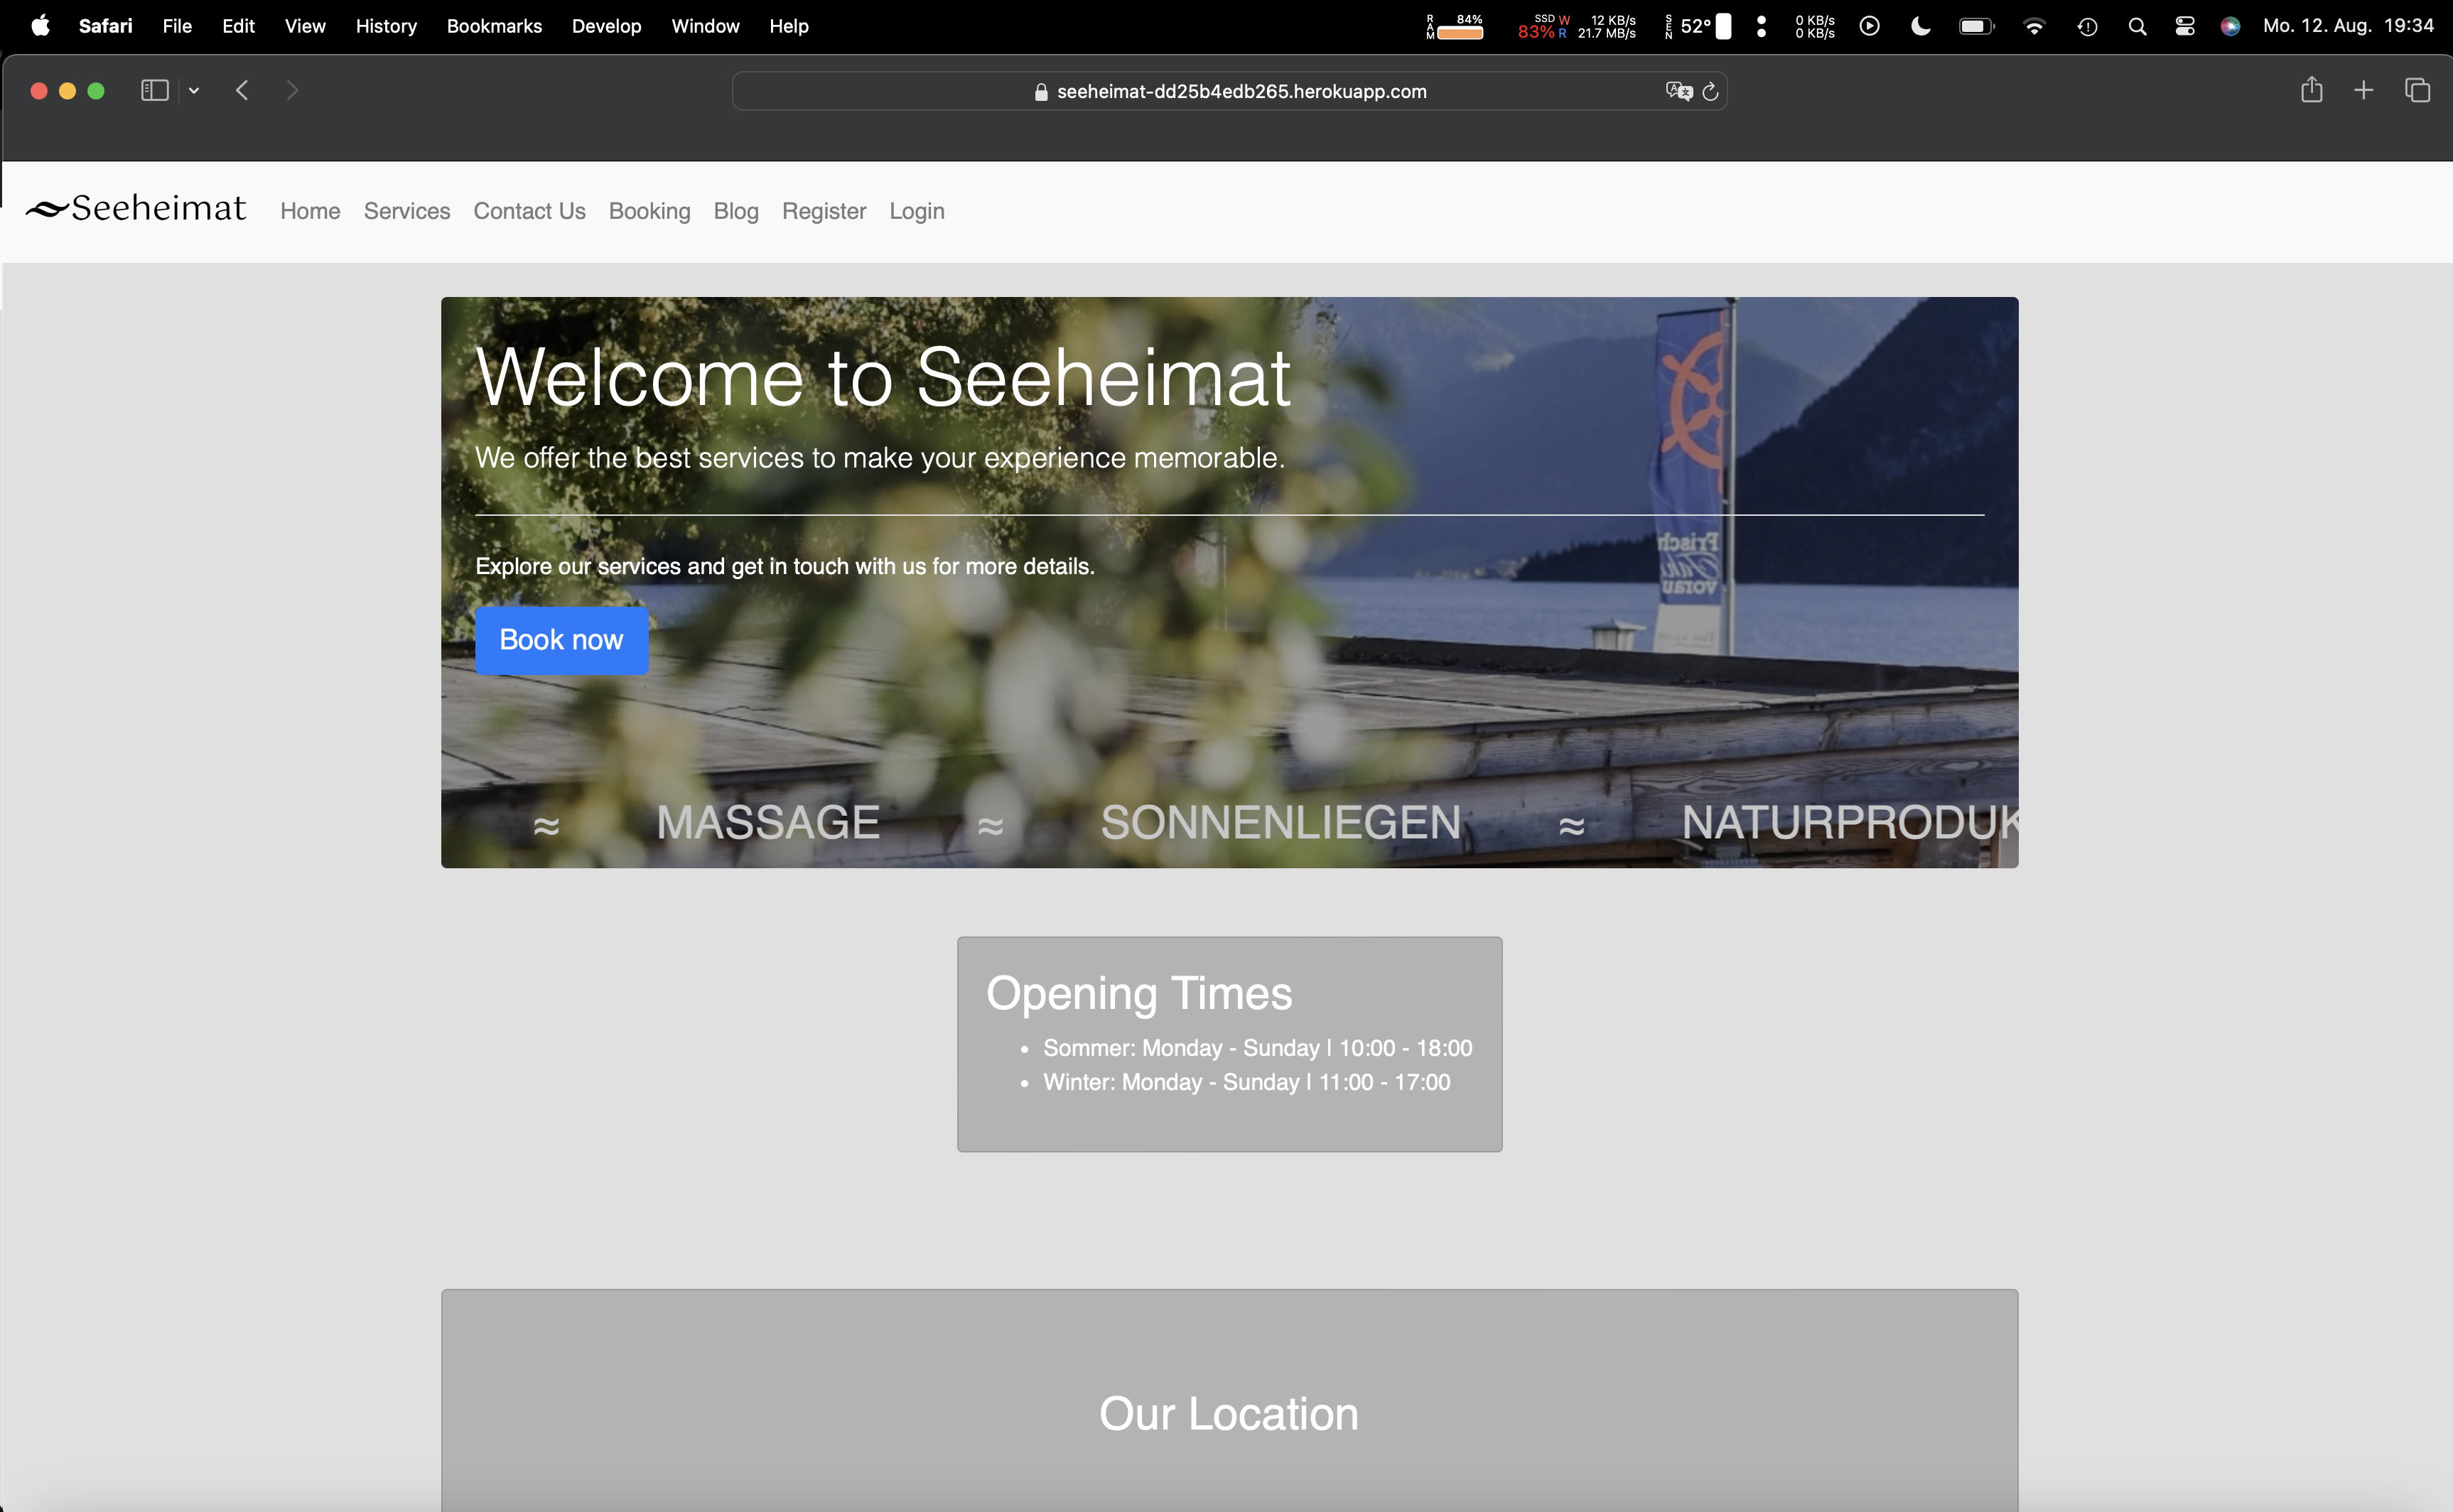 Safari File Edit View History Bookmarks Develop Window Help RAM 84% SSD 83% W 12 KB/s R 21.7 MB/s SEN 52° 0 KB/s 0 KB/s Mo. 12. Aug. 19:34
seeheimat-dd25b4edb265.herokuapp.com
Seeheimat Home Services Contact Us Booking Blog Register Login
Welcome to Seeheimat
We offer the best services to make your experience memorable.
Frisch
vorau
Explore our services and get in touch with us for more details.
Book now
≈ MASSAGE ≈ SONNENLIEGEN ≈ NATURPRODUK
Opening Times
• Sommer: Monday - Sunday | 10:00 - 18:00
• Winter: Monday - Sunday | 11:00 - 17:00
Our Location